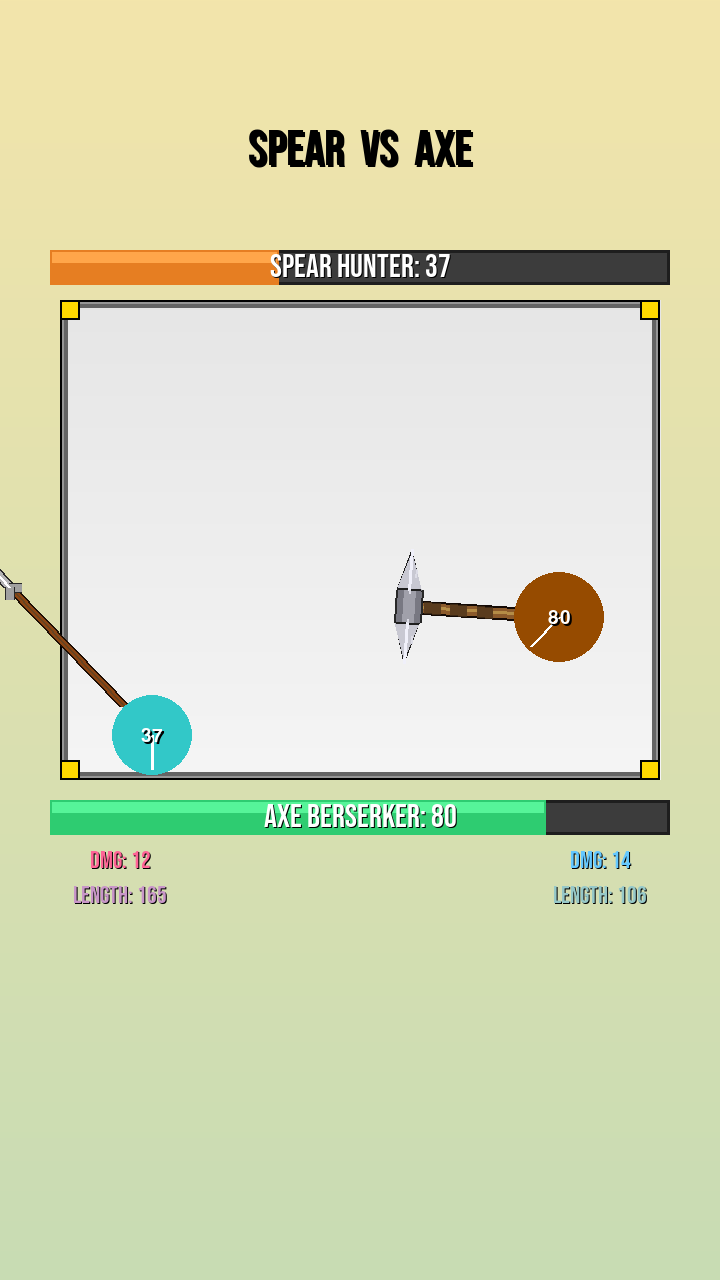 SPEAR VS AXE
SPEAR HUNTER: 37
80
37
AXE BERSERKER: 80
DMG: 12
DMG: 14
LENGTH: 165
LENGTH: 106